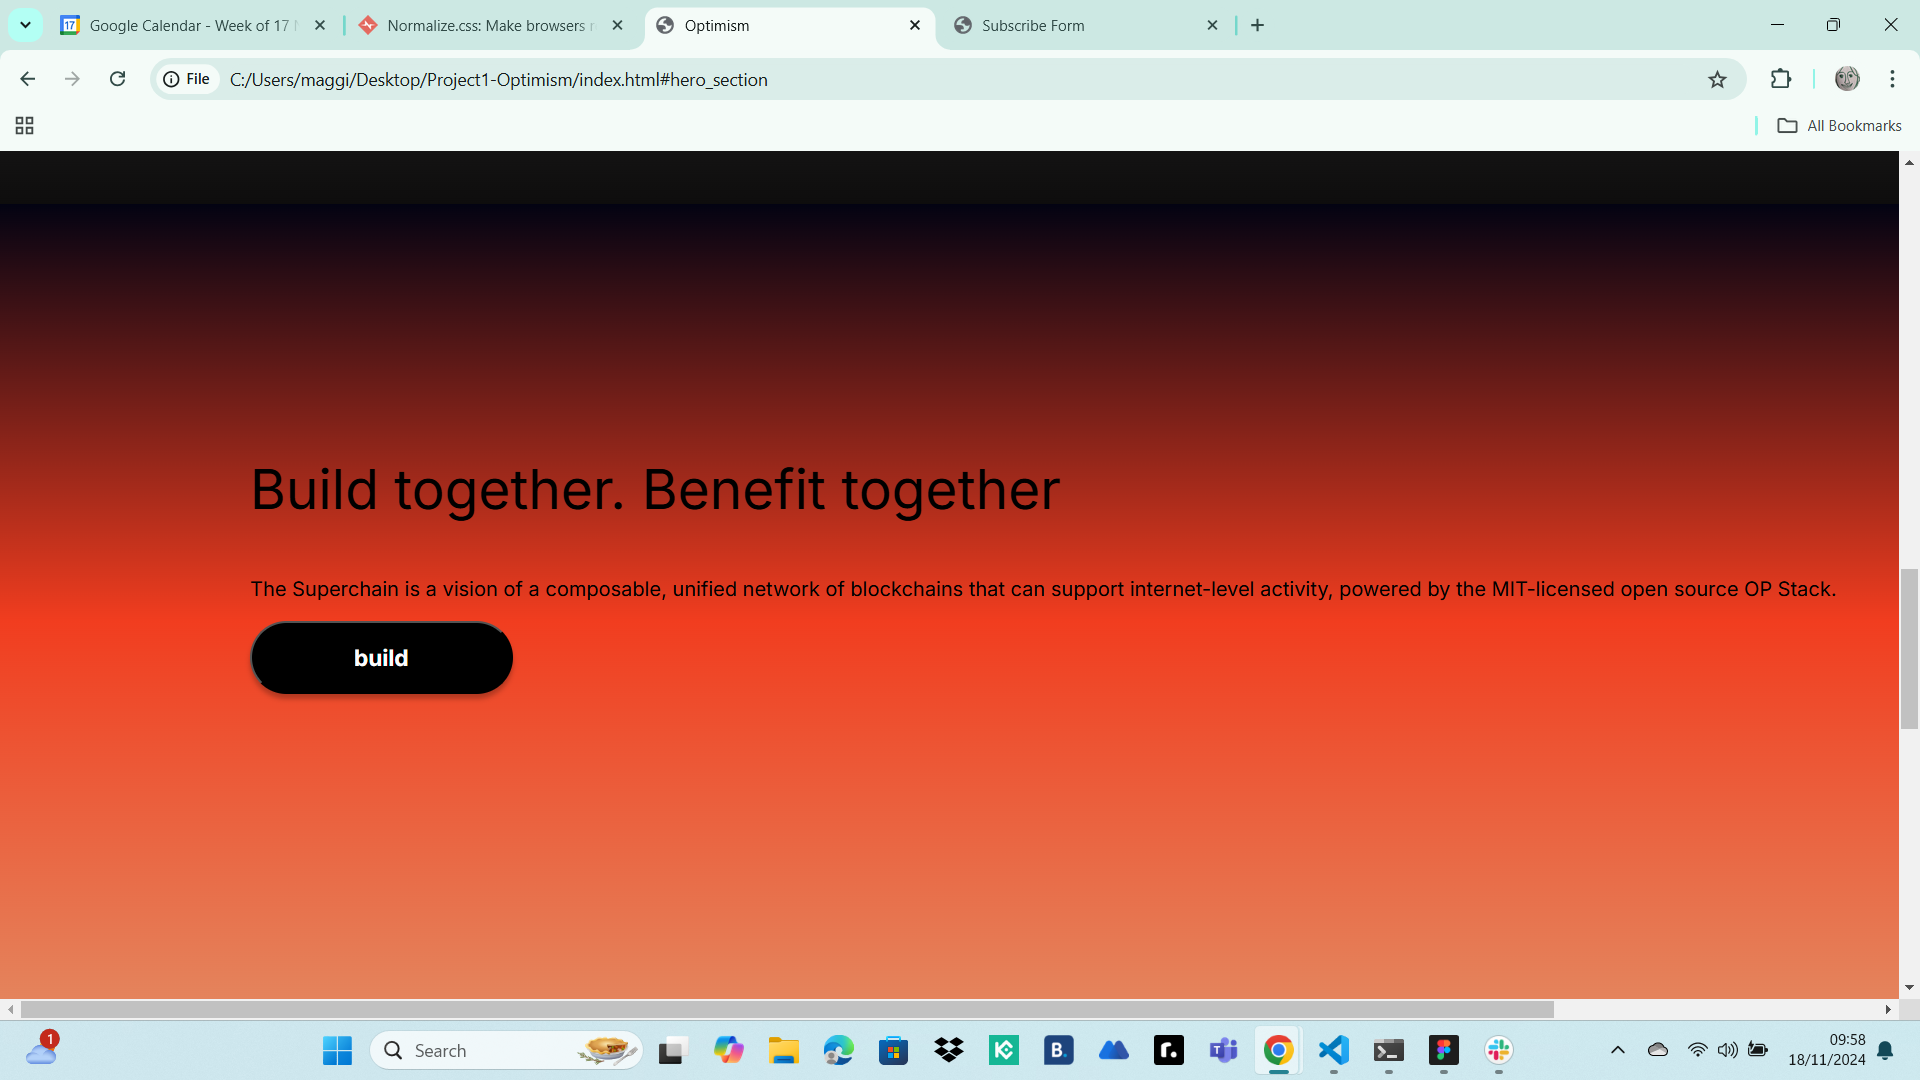 Google Calendar - Week of 17 N
Normalize.css: Make browsers r
Optimism
Subscribe Form
File
C:/Users/maggi/Desktop/Project1-Optimism/index.html#hero_section
All Bookmarks
Build together. Benefit together
The Superchain is a vision of a composable, unified network of blockchains that can support internet-level activity, powered by the MIT-licensed open source OP Stack.
build
1
Search
09:58
18/11/2024